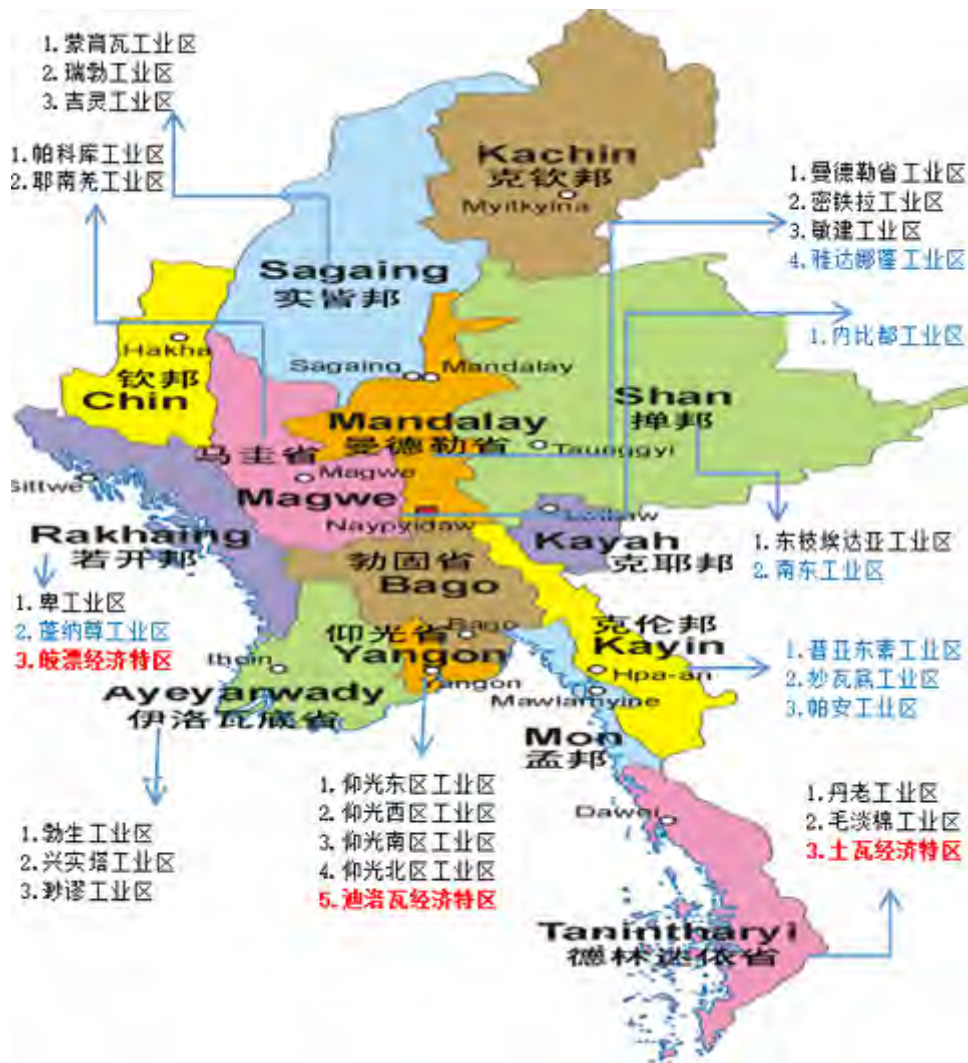 1. 蒙育瓦工业区
2. 瑞勃工业区
3. 吉灵工业区
1. 帕科库工业区
2. 耶南羌工业区
Kachin
克钦邦
Myitkyina
1. 曼德勒省工业区
2. 密铁拉工业区
3. 敏建工业区
4. 雅达娜蓬工业区
Sagaing
实皆邦
1. 内比都工业区
Hakha
钦邦
Chin
Sagaing
Mandalay
Mandalay
曼德勒省
Shan
掸邦
Taunggyi
马圭省
Magwe
Magwe
Sittwe
Naypyidaw
Rakhaing
若开邦
Kayah
克耶邦
勃固省
Bago
Bago
1. 东枝埃达亚工业区
2. 南东工业区
1. 卑工业区
2. 蓬纳尊工业区
3. 皎漂经济特区
仰光省
Yangon
Yangon
克伦邦
Kayin
Hpa-an
1. 普亚东素工业区
2. 妙瓦底工业区
3. 帕安工业区
Ayeyarwady
伊洛瓦底省
Mawlamyine
Mon
孟邦
1. 仰光东区工业区
2. 仰光西区工业区
3. 仰光南区工业区
4. 仰光北区工业区
5. 迪洛瓦经济特区
Dawei
1. 丹老工业区
2. 毛淡棉工业区
3. 土瓦经济特区
1. 勃生工业区
2. 兴实塔工业区
3. 渺谬工业区
Tanintharyi
德林达依省